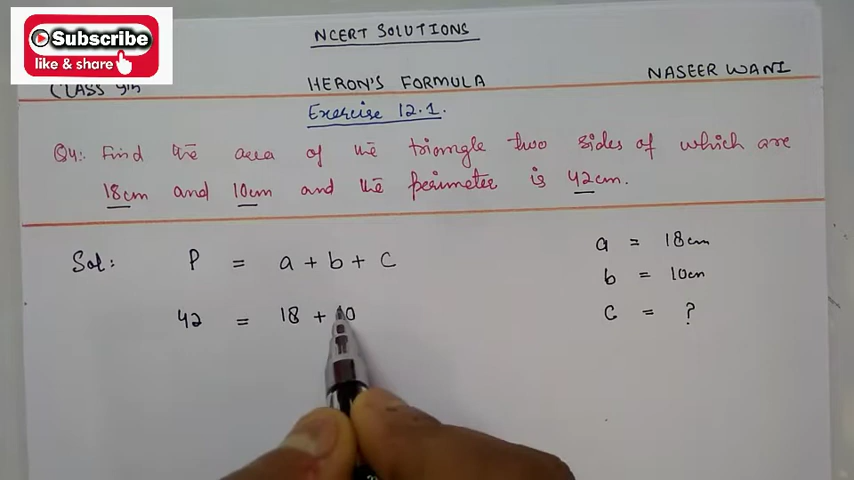 Subscribe
like & share
NCERT SOLUTIONS
CLASS 9th
HERON'S FORMULA
NASEER WANI
Exercise 12.1.
Q4:. Find the area of the triangle two sides of which are
18cm and 10cm and the perimeter is 42cm.
Sol: P = a + b + c
42 = 18 + 10
a = 18cm
b = 10cm
c = ?